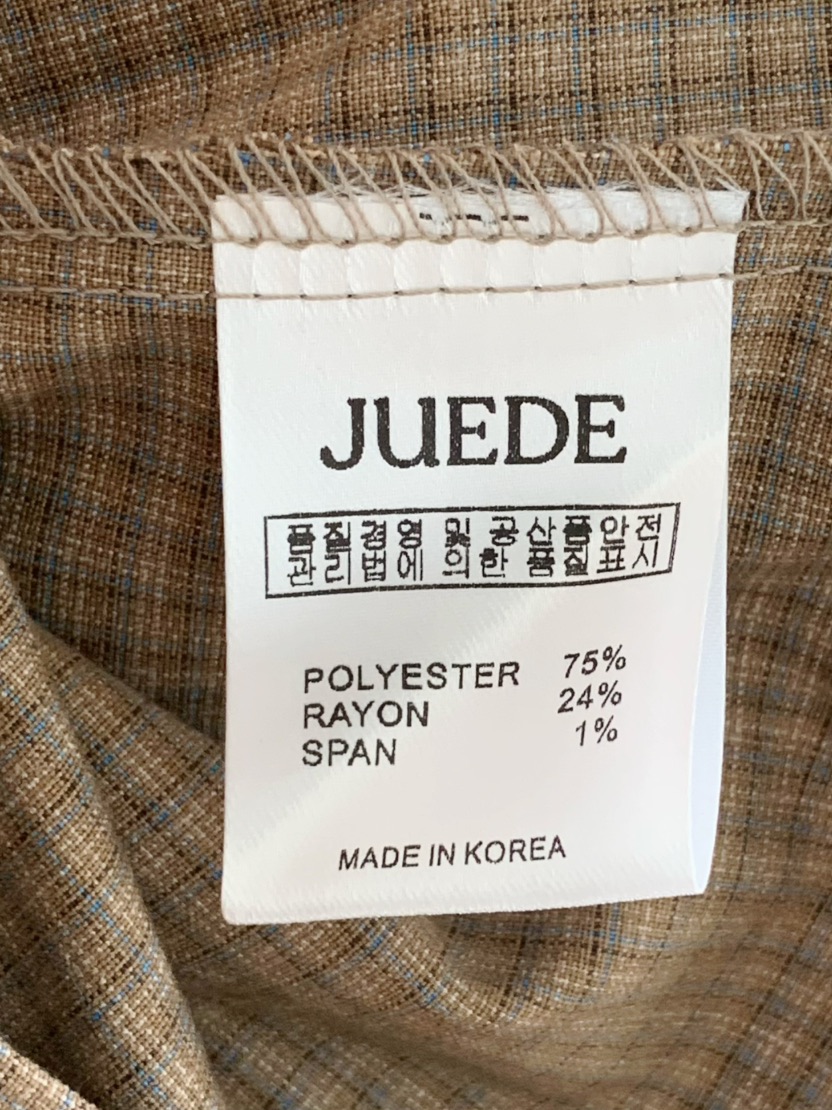 JUEDE
품질경영 및 공산품안전
관리법에 의한 품질표시
POLYESTER 75%
RAYON 24%
SPAN 1%
MADE IN KOREA